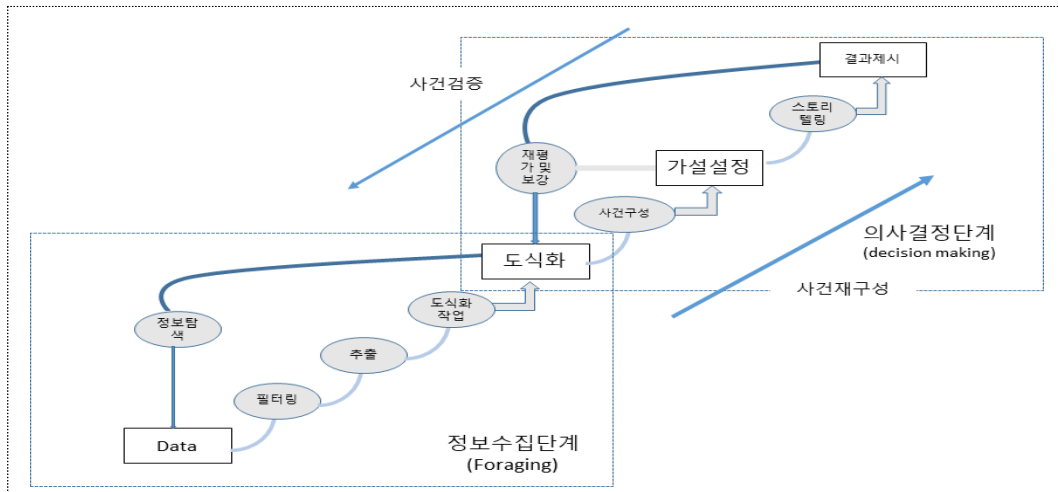 결과제시
사건검증
스토리
텔링
재평
가 및
보강
가설설정
사건구성
의사결정단계
(decision making)
도식화
사건재구성
도식화
작업
정보탐
색
추출
필터링
Data
정보수집단계
(Foraging)